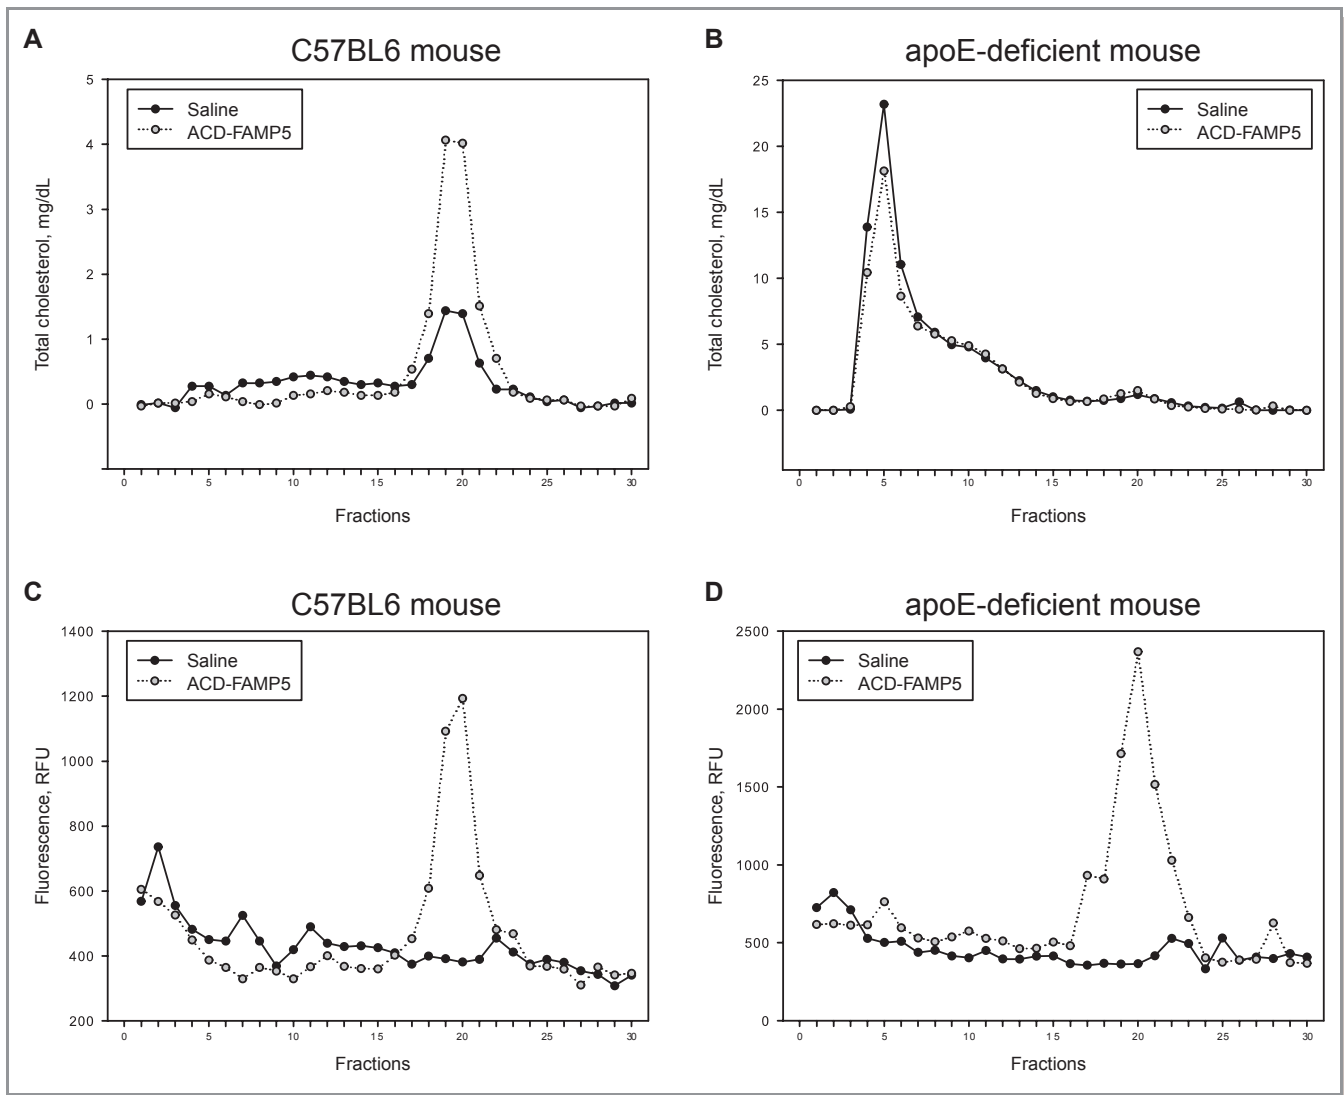 A
C57BL6 mouse
5
4
3
2
1
0
Total cholesterol, mg/dL
Saline
ACD-FAMP5
0 5 10 15 20 25 30
Fractions
B
apoE-deficient mouse
25
20
15
10
5
0
Total cholesterol, mg/dL
Saline
ACD-FAMP5
0 5 10 15 20 25 30
Fractions
C
C57BL6 mouse
1400
1200
1000
800
600
400
200
Fluorescence, RFU
Saline
ACD-FAMP5
0 5 10 15 20 25 30
Fractions
D
apoE-deficient mouse
2500
2000
1500
1000
500
0
Fluorescence, RFU
Saline
ACD-FAMP5
0 5 10 15 20 25 30
Fractions